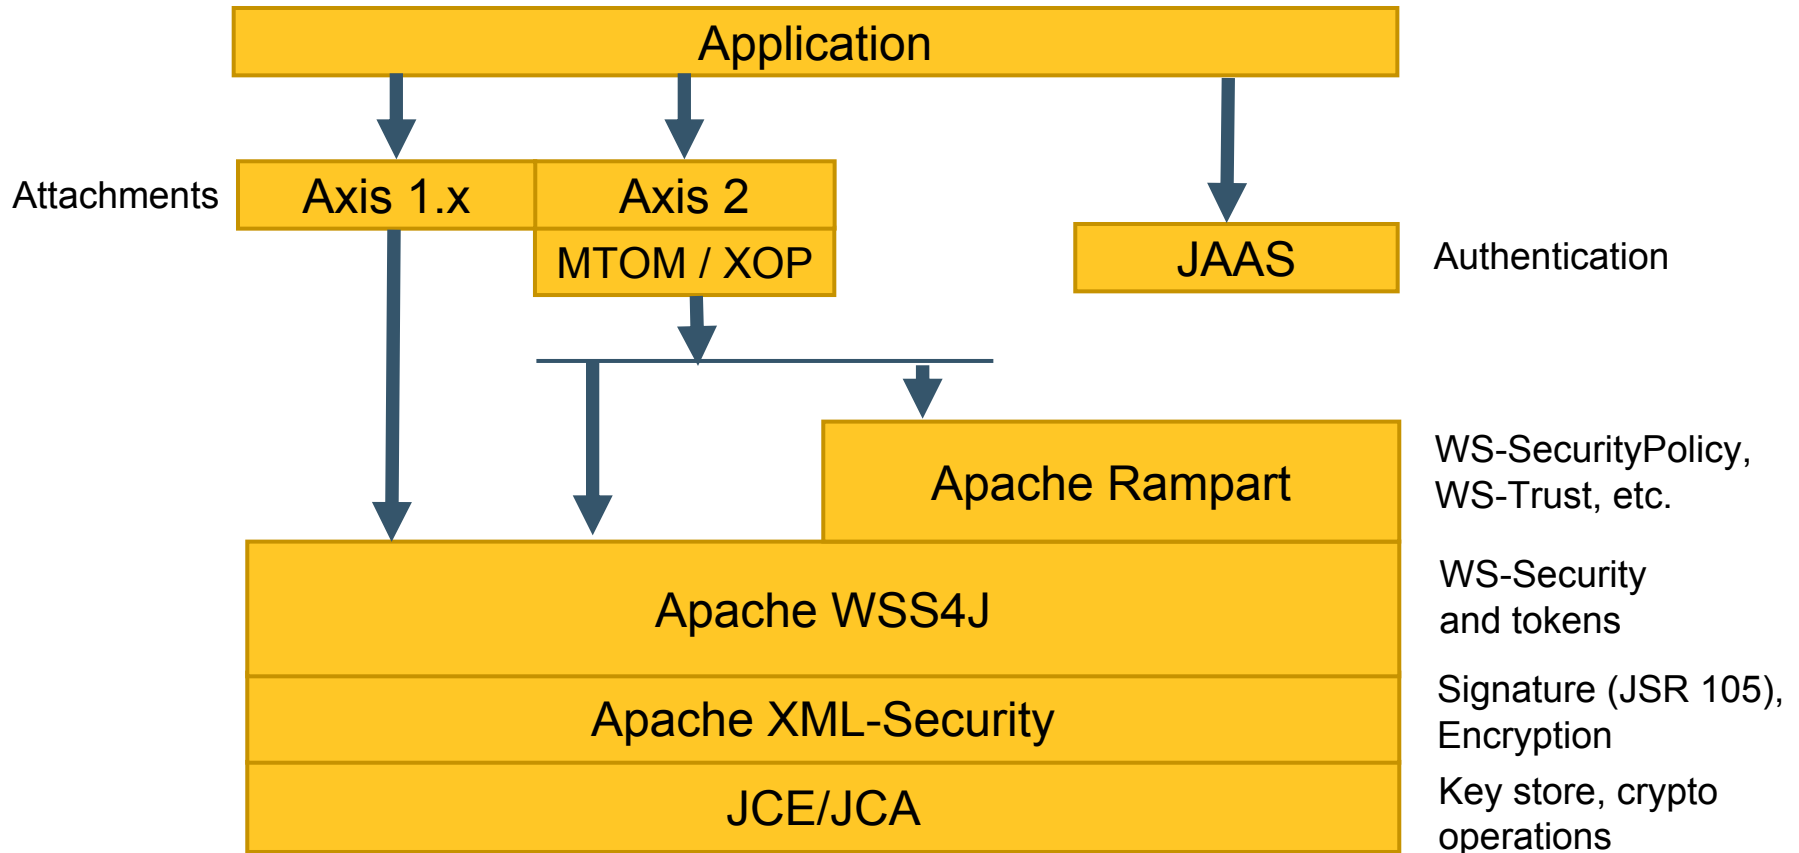 Application
Attachments
Axis 1.x
Axis 2
MTOM / XOP
JAAS
Authentication
Apache Rampart
WS-SecurityPolicy,
WS-Trust, etc.
Apache WSS4J
WS-Security
and tokens
Apache XML-Security
Signature (JSR 105),
Encryption
JCE/JCA
Key store, crypto
operations